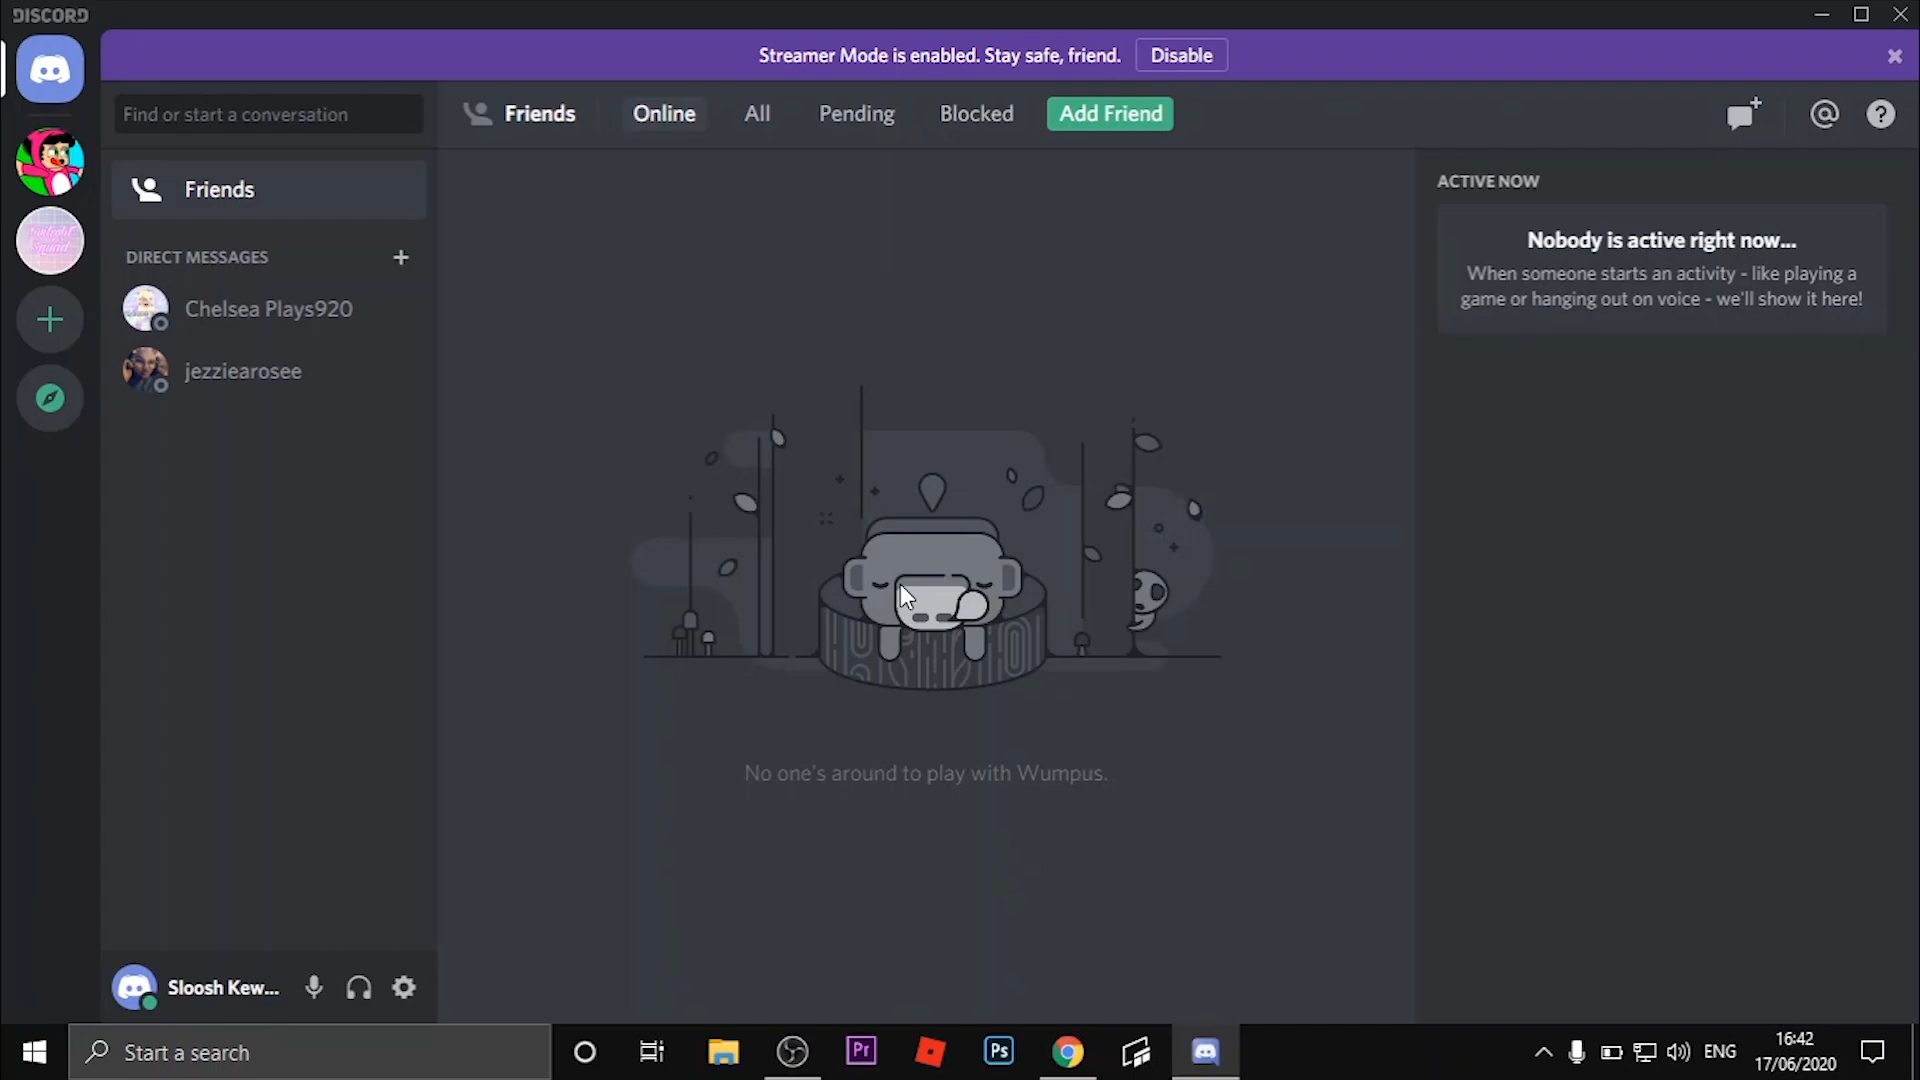 DISCORD
Streamer Mode is enabled. Stay safe, friend.
Disable
Find or start a conversation
Friends
Online
All
Pending
Blocked
Add Friend
Friends
DIRECT MESSAGES
Chelsea Plays920
jezziearosee
ACTIVE NOW
Nobody is active right now...
When someone starts an activity - like playing a
game or hanging out on voice - we'll show it here!
No one's around to play with Wumpus.
Sloosh Kew...
Start a search
Pr
Ps
ENG
16:42
17/06/2020